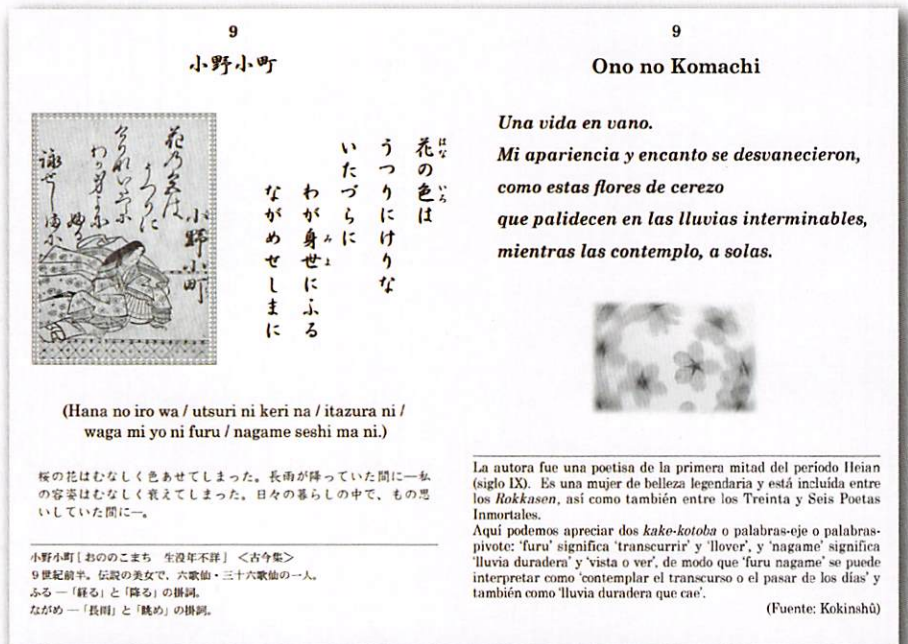 9
小野小町
小野小町
花の色は
はな いろ
うつりにけりな
いたづらに
わが身世にふる
み よ
ながめせしまに
(Hana no iro wa / utsuri ni keri na / itazura ni /
waga mi yo ni furu / nagame seshi ma ni.)
桜の花はむなしく色あせてしまった。長雨が降っていた間に―私
の容姿はむなしく衰えてしまった。日々の暮らしの中で、もの思
いしていた間に―。
小野小町［おののこまち 生没年不詳］ ＜古今集＞
9世紀前半。伝説の美女で、六歌仙・三十六歌仙の一人。
ふる ―「経る」と「降る」の掛詞。
ながめ ―「長雨」と「眺め」の掛詞。
9
Ono no Komachi
Una vida en vano.
Mi apariencia y encanto se desvanecieron,
como estas flores de cerezo
que palidecen en las lluvias interminables,
mientras las contemplo, a solas.
La autora fue una poetisa de la primera mitad del período Heian
(siglo IX). Es una mujer de belleza legendaria y está incluida entre
los Rokkasen, así como también entre los Treinta y Seis Poetas
Inmortales.
Aquí podemos apreciar dos kake-kotoba o palabras-eje o palabras-
pivote: 'furu' significa 'transcurrir' y 'llover', y 'nagame' significa
'lluvia duradera' y 'vista o ver', de modo que 'furu nagame' se puede
interpretar como 'contemplar el transcurso o el pasar de los días' y
también como 'lluvia duradera que cae'.
(Fuente: Kokinshû)